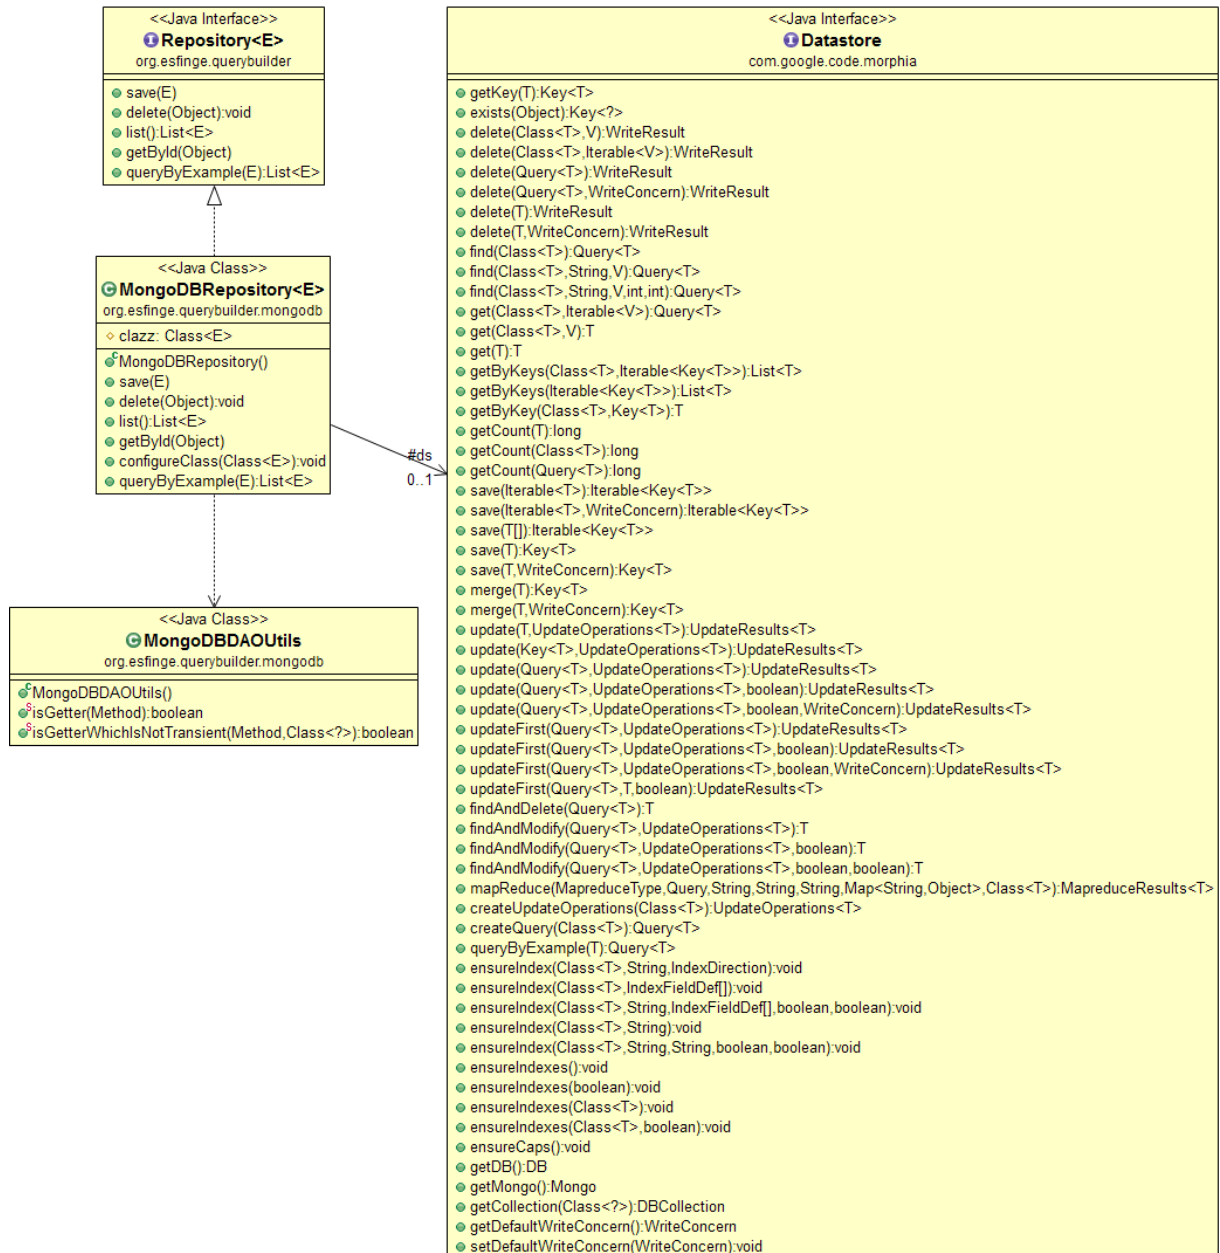 <<Java Interface>>
Repository<E>
org.esfinge.querybuilder
save(E)
delete(Object):void
list():List<E>
getById(Object)
queryByExample(E):List<E>
<<Java Class>>
MongoDBRepository<E>
org.esfinge.querybuilder.mongodb
clazz: Class<E>
MongoDBRepository()
save(E)
delete(Object):void
list():List<E>
getById(Object)
configureClass(Class<E>):void
queryByExample(E):List<E>
#ds
0..1
<<Java Class>>
MongoDBDAOUtils
org.esfinge.querybuilder.mongodb
MongoDBDAOUtils()
isGetter(Method):boolean
isGetterWhichIsNotTransient(Method,Class<?>):boolean
<<Java Interface>>
Datastore
com.google.code.morphia
getKey(T):Key<T>
exists(Object):Key<?>
delete(Class<T>,V):WriteResult
delete(Class<T>,Iterable<V>):WriteResult
delete(Query<T>):WriteResult
delete(Query<T>,WriteConcern):WriteResult
delete(T):WriteResult
delete(T,WriteConcern):WriteResult
find(Class<T>):Query<T>
find(Class<T>,String,V):Query<T>
find(Class<T>,String,V,int,int):Query<T>
get(Class<T>,Iterable<V>):Query<T>
get(Class<T>,V):T
get(T):T
getByKeys(Class<T>,Iterable<Key<T>>):List<T>
getByKeys(Iterable<Key<T>>):List<T>
getByKey(Class<T>,Key<T>):T
getCount(T):long
getCount(Class<T>):long
getCount(Query<T>):long
save(Iterable<T>):Iterable<Key<T>>
save(Iterable<T>,WriteConcern):Iterable<Key<T>>
save(T[]):Iterable<Key<T>>
save(T):Key<T>
save(T,WriteConcern):Key<T>
merge(T):Key<T>
merge(T,WriteConcern):Key<T>
update(T,UpdateOperations<T>):UpdateResults<T>
update(Key<T>,UpdateOperations<T>):UpdateResults<T>
update(Query<T>,UpdateOperations<T>):UpdateResults<T>
update(Query<T>,UpdateOperations<T>,boolean):UpdateResults<T>
update(Query<T>,UpdateOperations<T>,boolean,WriteConcern):UpdateResults<T>
updateFirst(Query<T>,UpdateOperations<T>):UpdateResults<T>
updateFirst(Query<T>,UpdateOperations<T>,boolean):UpdateResults<T>
updateFirst(Query<T>,UpdateOperations<T>,boolean,WriteConcern):UpdateResults<T>
updateFirst(Query<T>,T,boolean):UpdateResults<T>
findAndDelete(Query<T>):T
findAndModify(Query<T>,UpdateOperations<T>):T
findAndModify(Query<T>,UpdateOperations<T>,boolean):T
findAndModify(Query<T>,UpdateOperations<T>,boolean,boolean):T
mapReduce(MapreduceType,Query,String,String,String,Map<String,Object>,Class<T>):MapreduceResults<T>
createUpdateOperations(Class<T>):UpdateOperations<T>
createQuery(Class<T>):Query<T>
queryByExample(T):Query<T>
ensureIndex(Class<T>,String,IndexDirection):void
ensureIndex(Class<T>,IndexFieldDef[]):void
ensureIndex(Class<T>,String,IndexFieldDef[],boolean,boolean):void
ensureIndex(Class<T>,String):void
ensureIndex(Class<T>,String,String,boolean,boolean):void
ensureIndexes():void
ensureIndexes(boolean):void
ensureIndexes(Class<T>):void
ensureIndexes(Class<T>,boolean):void
ensureCaps():void
getDB():DB
getMongo():Mongo
getCollection(Class<?>):DBCollection
getDefaultWriteConcern():WriteConcern
setDefaultWriteConcern(WriteConcern):void